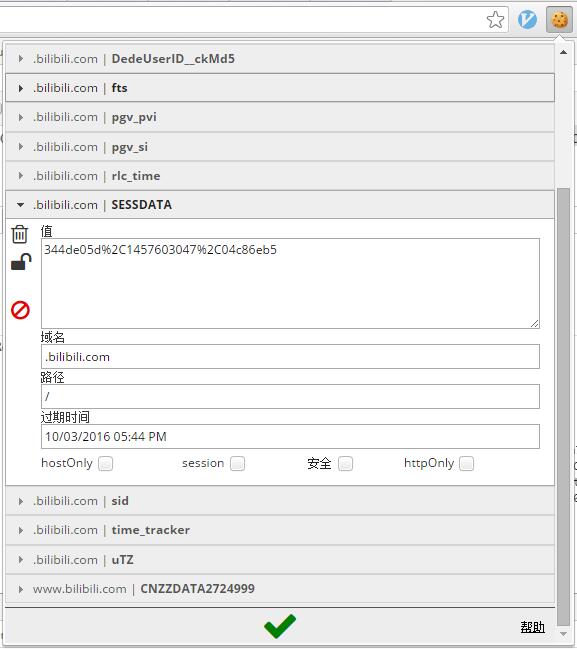 .bilibili.com | DedeUserID__ckMd5
.bilibili.com | fts
.bilibili.com | pgv_pvi
.bilibili.com | pgv_si
.bilibili.com | rlc_time
.bilibili.com | SESSDATA
值
344de05d%2C1457603047%2C04c86eb5
域名
.bilibili.com
路径
/
过期时间
10/03/2016 05:44 PM
hostOnly session 安全 httpOnly
.bilibili.com | sid
.bilibili.com | time_tracker
.bilibili.com | uTZ
www.bilibili.com | CNZZDATA2724999
帮助